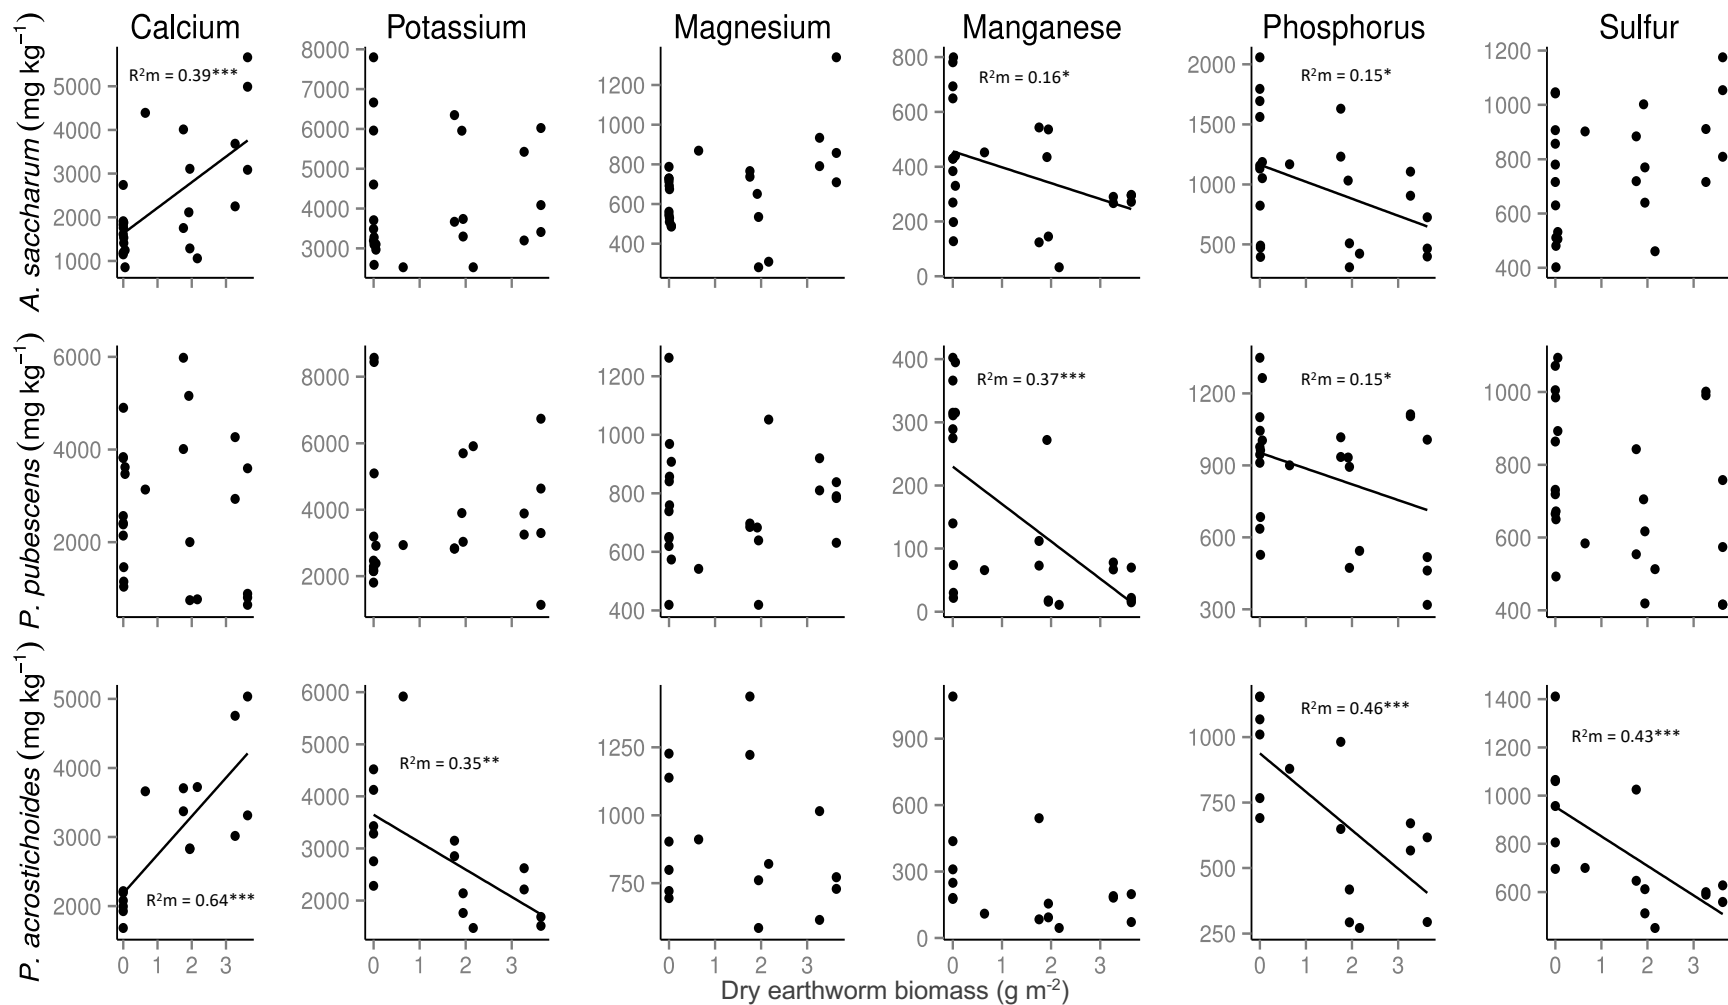 Calcium Potassium Magnesium Manganese Phosphorus Sulfur
A. saccharum (mg kg⁻¹)
5000 4000 3000 2000 1000
R²m = 0.39***
8000 7000 6000 5000 4000 3000
1200 1000 800 600 400
800 600 400 200 0
R²m = 0.16*
2000 1500 1000 500
R²m = 0.15*
1200 1000 800 600 400
P. pubescens (mg kg⁻¹)
6000 4000 2000
8000 6000 4000 2000
1200 1000 800 600 400
400 300 200 100 0
R²m = 0.37***
1200 900 600 300
R²m = 0.15*
1000 800 600 400
P. acrostichoides (mg kg⁻¹)
5000 4000 3000 2000
R²m = 0.64***
6000 5000 4000 3000 2000
R²m = 0.35**
1250 1000 750
900 600 300 0
1000 750 500 250
R²m = 0.46***
1400 1200 1000 800 600
R²m = 0.43***
0 1 2 3 0 1 2 3 0 1 2 3 0 1 2 3 0 1 2 3 0 1 2 3
Dry earthworm biomass (g m⁻²)